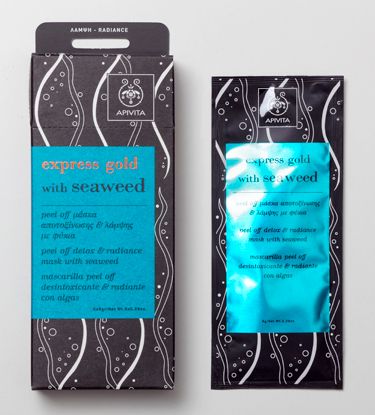 ΛΑΜΨΗ - RADIANCE
APIVITA
express gold
with seaweed
peel off μάσκα
αποτοξίνωσης & λάμψης
με φύκια
peel off detox & radiance
mask with seaweed
mascarilla peel off
desintoxicante & radiante
con algas
APIVITA
express gold
with seaweed
peel off μάσκα αποτοξίνωσης
& λάμψης με φύκια
peel off detox & radiance
mask with seaweed
mascarilla peel off
desintoxicante & radiante
con algas